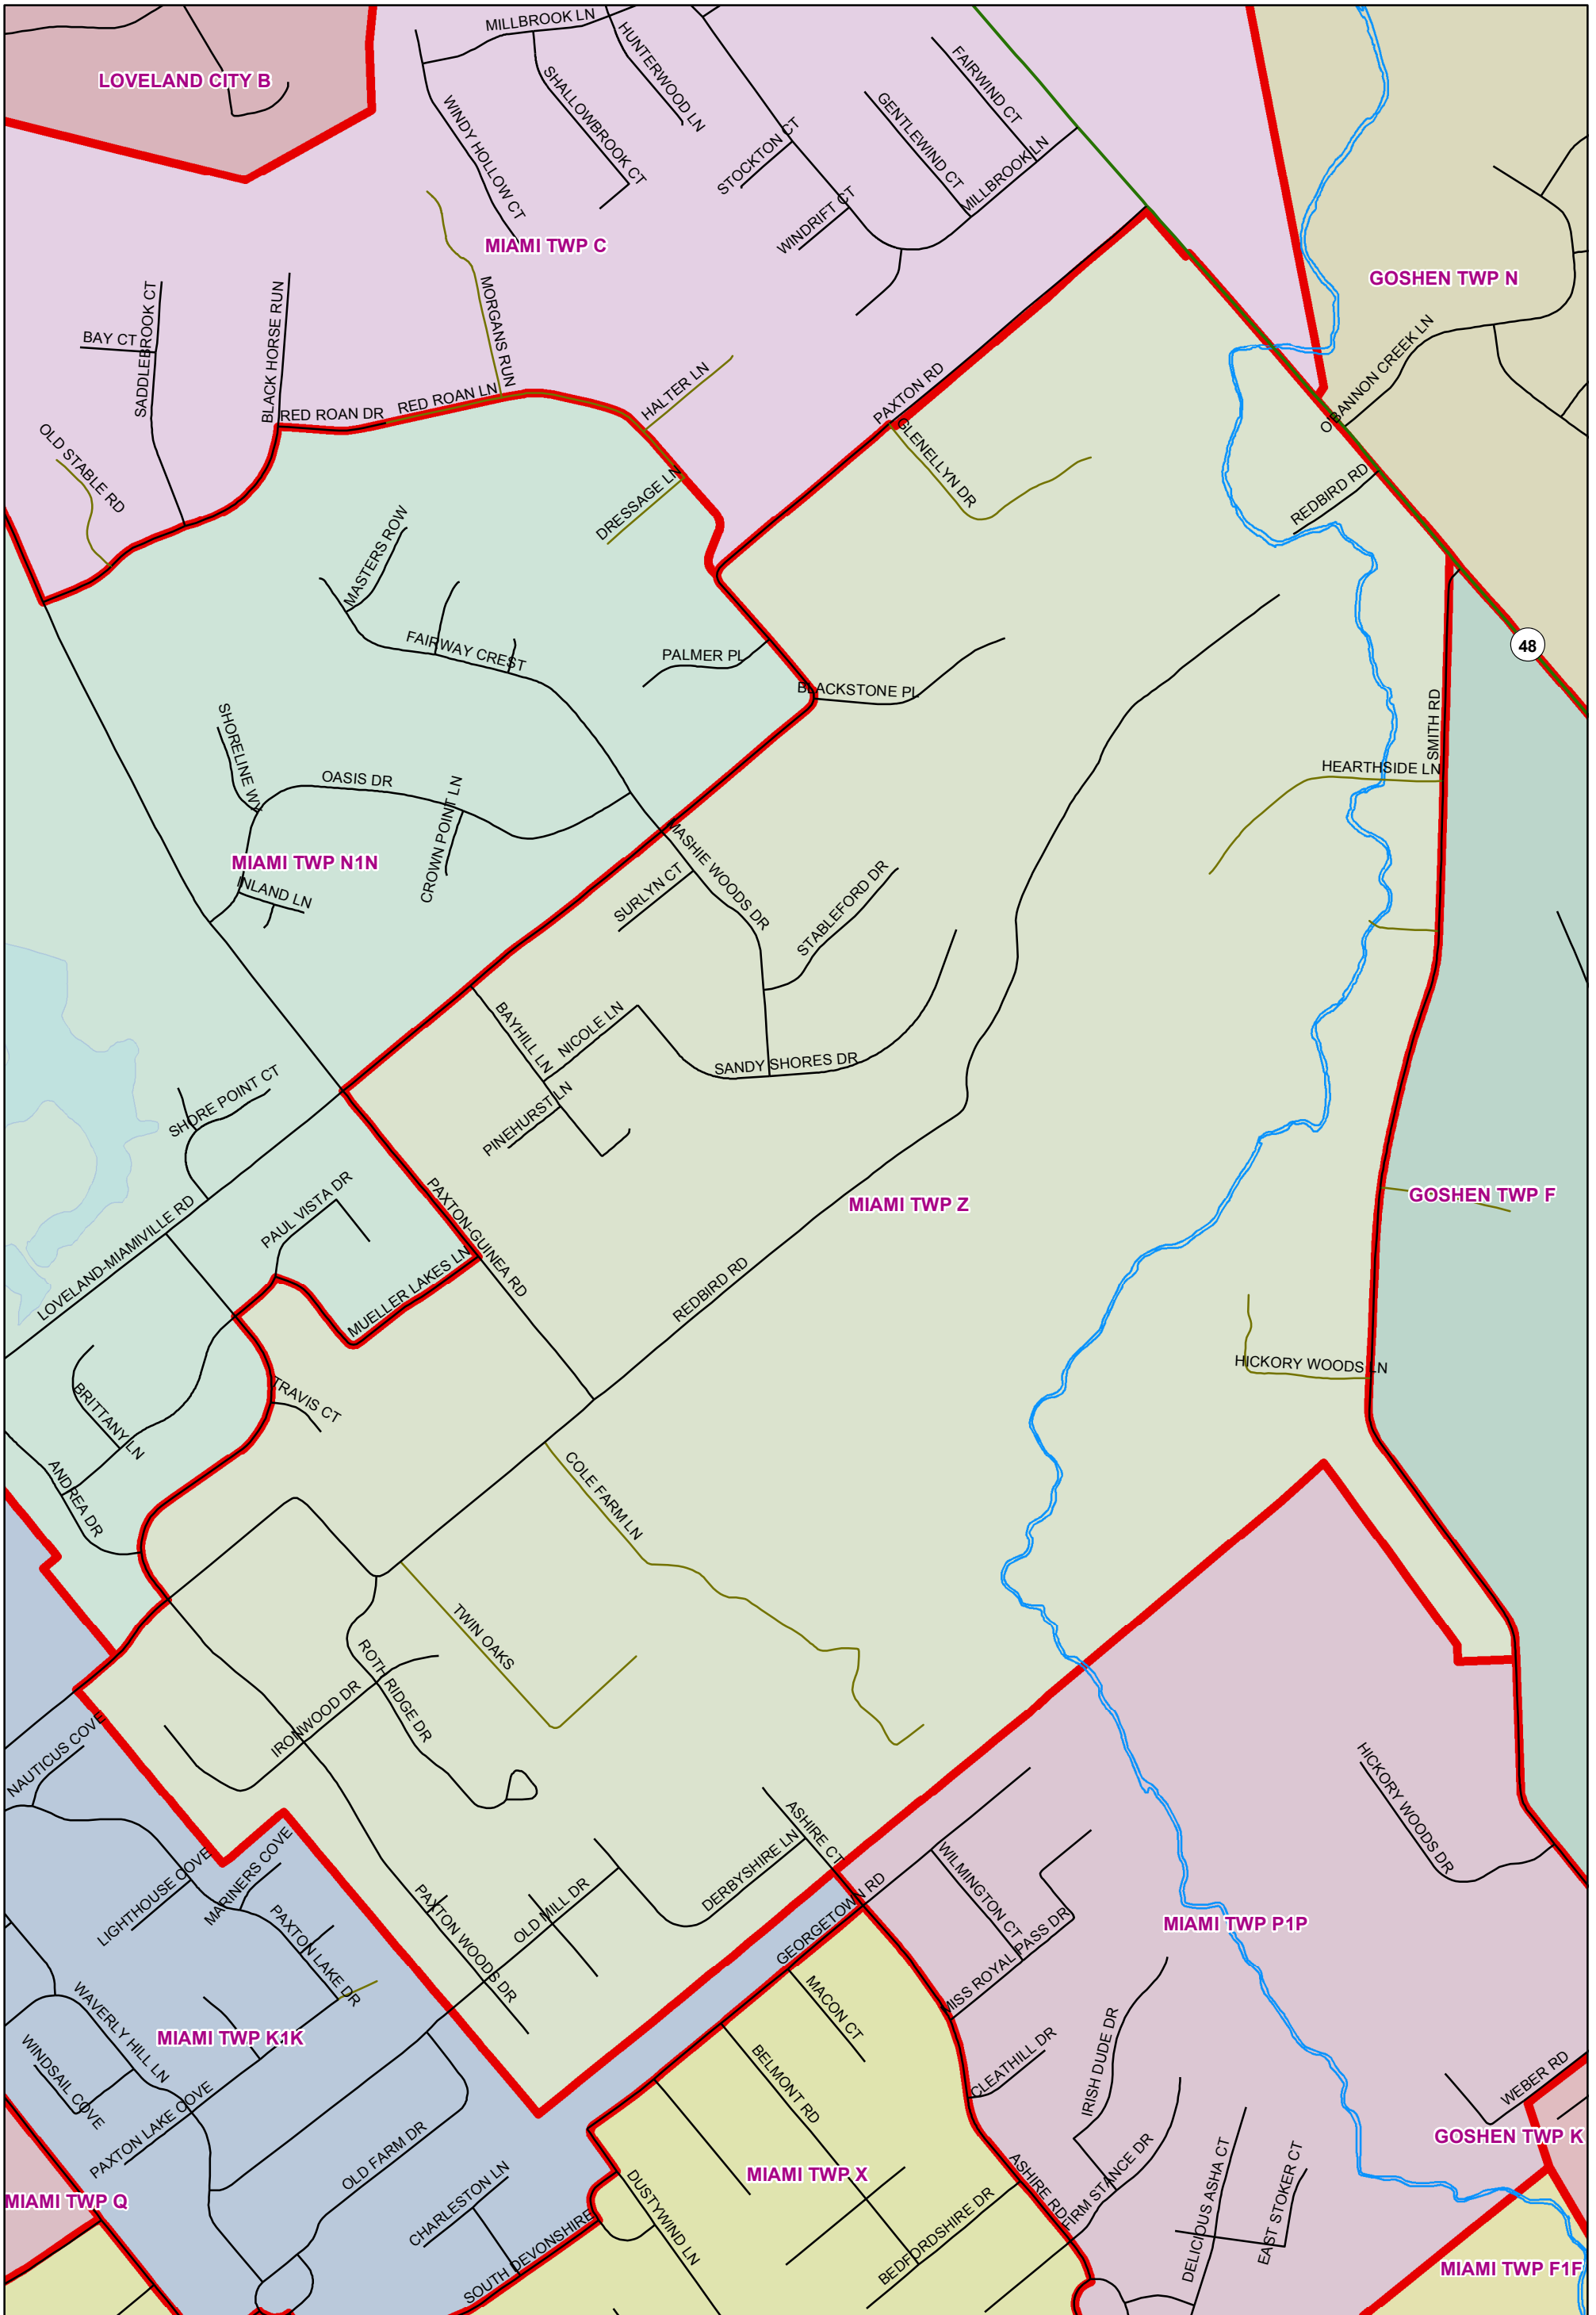 MILLBROOK LN
HUNTERWOOD LN
SHALLOWBROOK CT
WINDY HOLLOW CT
LOVELAND CITY B
FAIRWIND CT
GENTLEWIND CT
STOCKTON CT
MILLBROOK LN
WINDRIFT CT
MIAMI TWP C
GOSHEN TWP N
SADDLEBROOK CT
BAY CT
BLACK HORSE RUN
MORGANS RUN
RED ROAN DR
RED ROAN LN
HALTER LN
PAXTON RD
O'BANNON CREEK LN
OLD STABLE RD
GLENELLYN DR
DRESSAGE LN
REDBIRD RD
MASTERS ROW
FAIRWAY CREST
PALMER PL
BLACKSTONE PL
48
SMITH RD
SHORELINE WY
OASIS DR
CROWN POINT LN
HEARTHSIDE LN
MIAMI TWP N1N
INLAND LN
MASHIE WOODS DR
SURLYN CT
STABLEFORD DR
BAYHILL LN
NICOLE LN
SANDY SHORES DR
PINEHURST LN
SHORE POINT CT
PAUL VISTA DR
PAXTON-GUINEA RD
MIAMI TWP Z
GOSHEN TWP F
LOVELAND-MIAMIVILLE RD
MUELLER LAKES LN
REDBIRD RD
HICKORY WOODS LN
TRAVIS CT
BRITTANY LN
ANDREA DR
COLE FARM LN
TWIN OAKS
ROTH RIDGE DR
IRONWOOD DR
NAUTICUS COVE
HICKORY WOODS DR
ASHIRE CT
LIGHTHOUSE COVE
MARINERS COVE
DERBYSHIRE LN
OLD MILL DR
PAXTON WOODS DR
WILMINGTON CT
GEORGETOWN RD
MISS ROYAL PASS DR
MIAMI TWP P1P
PAXTON LAKE DR
MACON CT
WAVERLY HILL LN
MIAMI TWP K1K
WINDSAIL COVE
PAXTON LAKE COVE
BELMONT RD
CLEATHILL DR
IRISH DUDE DR
WEBER RD
GOSHEN TWP K
OLD FARM DR
MIAMI TWP Q
MIAMI TWP X
CHARLESTON LN
DUSTYWIND LN
SOUTH DEVONSHIRE
BEDFORDSHIRE DR
ASHIRE RD
FIRM STANCE DR
DELICIOUS ASHA CT
EAST STOKER CT
MIAMI TWP F1F